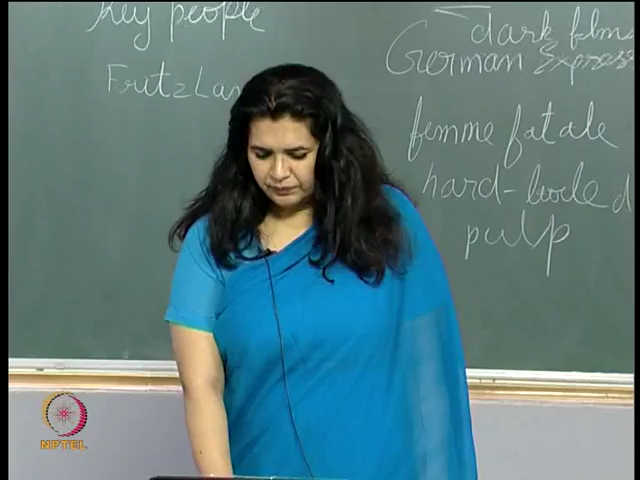 Key people
Fritz Lan
dark films
German Express
femme fatale
hard-boiled
pulp
NPTEL